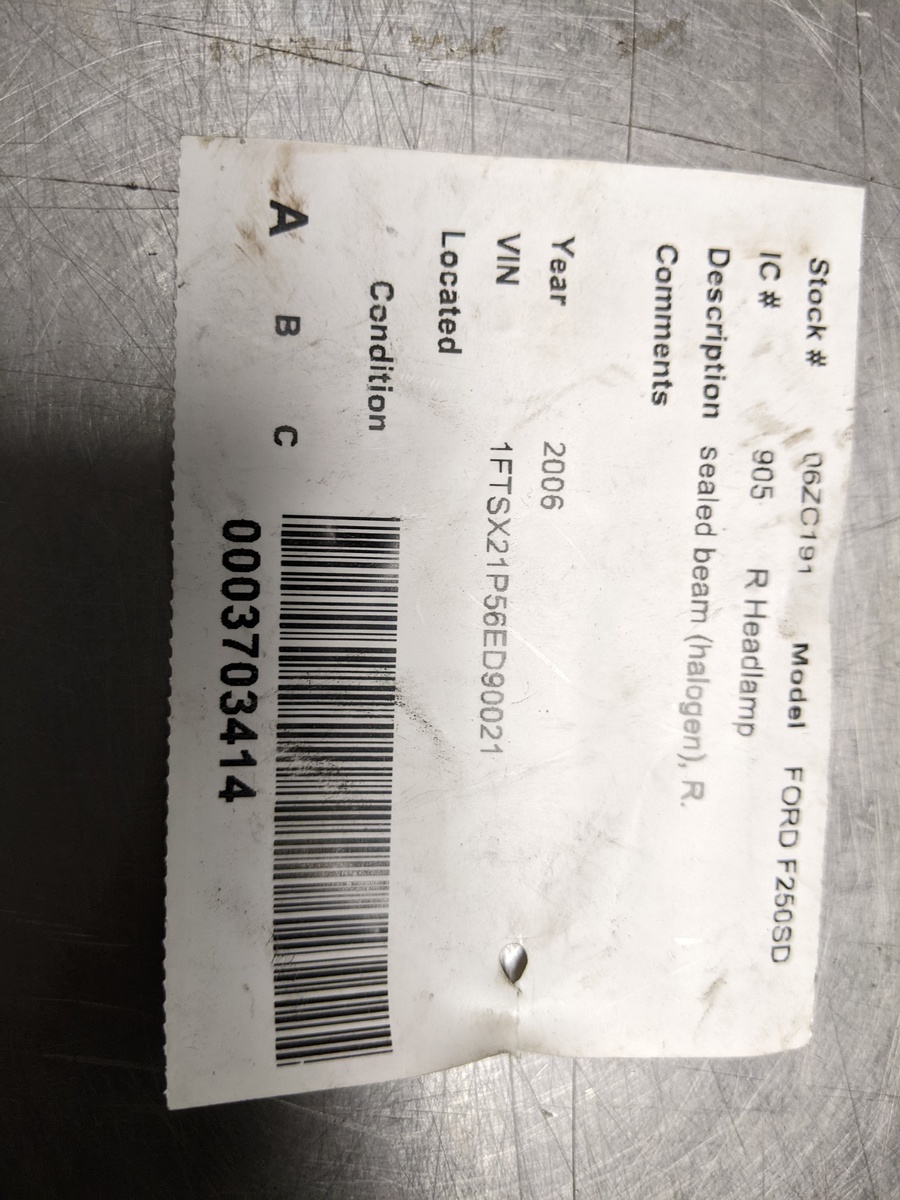 Stock # 06ZC191 Model FORD F250SD
IC # 905 R Headlamp
Description sealed beam (halogen), R.
Comments
Year 2006
VIN 1FTSX21P56ED90021
Located
Condition
A B C
0003703414